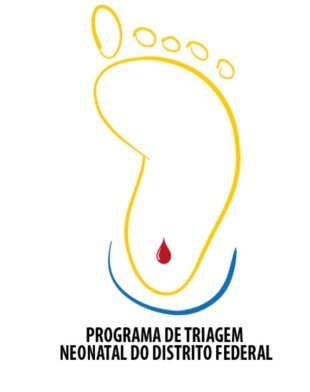 PROGRAMA DE TRIAGEM
NEONATAL DO DISTRITO FEDERAL